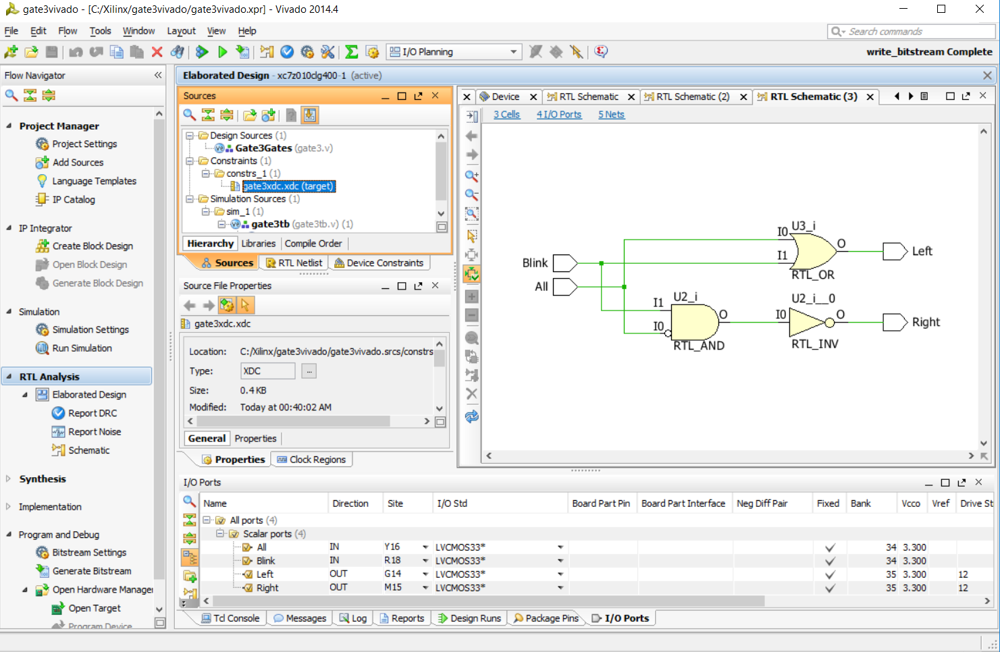 gate3vivado - [C:/Xilinx/gate3vivado/gate3vivado.xpr] - Vivado 2014.4
File Edit Flow Tools Window Layout View Help
Search commands
I/O Planning
write_bitstream Complete
Flow Navigator
Project Manager
Project Settings
Add Sources
Language Templates
IP Catalog
IP Integrator
Create Block Design
Open Block Design
Generate Block Design
Simulation
Simulation Settings
Run Simulation
RTL Analysis
Elaborated Design
Report DRC
Report Noise
Schematic
Synthesis
Implementation
Program and Debug
Bitstream Settings
Generate Bitstream
Open Hardware Manager
Open Target
Program Device
Elaborated Design - xc7z010clg400-1 (active)
Sources
Design Sources (1)
Gate3Gates (gate3.v)
Constraints (1)
constrs_1 (1)
gate3xdc.xdc (target)
Simulation Sources (1)
sim_1 (1)
gate3tb (gate3tb.v) (1)
Hierarchy Libraries Compile Order
Sources RTL Netlist Device Constraints
Source File Properties
gate3xdc.xdc
Location: C:/Xilinx/gate3vivado/gate3vivado.srcs/constrs
Type: XDC ...
Size: 0.4 KB
Modified: Today at 00:40:02 AM
General Properties
Properties Clock Regions
Device RTL Schematic RTL Schematic (2) RTL Schematic (3)
3 Cells 4 I/O Ports 5 Nets
U3_i
I0
O
Left
I1
RTL_OR
Blink
All
U2_i
I1
O
I0
RTL_AND
U2_i__0
I0
O
Right
RTL_INV
I/O Ports
Name Direction Site I/O Std Board Part Pin Board Part Interface Neg Diff Pair Fixed Bank Vcco Vref Drive St
All ports (4)
Scalar ports (4)
All IN Y16 LVCMOS33* 34 3.300
Blink IN R18 LVCMOS33* 34 3.300
Left OUT G14 LVCMOS33* 35 3.300 12
Right OUT M15 LVCMOS33* 35 3.300 12
Tcl Console Messages Log Reports Design Runs Package Pins I/O Ports